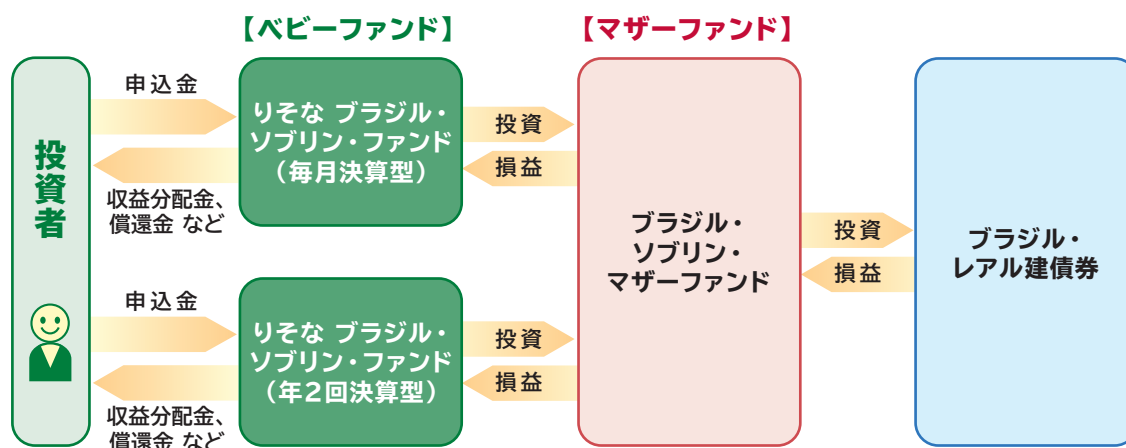 【ベビーファンド】
【マザーファンド】
投資者
申込金
収益分配金、
償還金 など
りそな ブラジル・
ソブリン・ファンド
（毎月決算型）
投資
損益
申込金
収益分配金、
償還金 など
りそな ブラジル・
ソブリン・ファンド
（年2回決算型）
投資
損益
ブラジル・
ソブリン・
マザーファンド
投資
損益
ブラジル・
レアル建債券